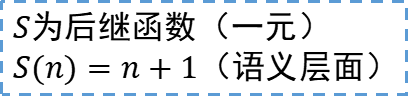 S为后继函数（一元）
S(n) = n + 1（语义层面）